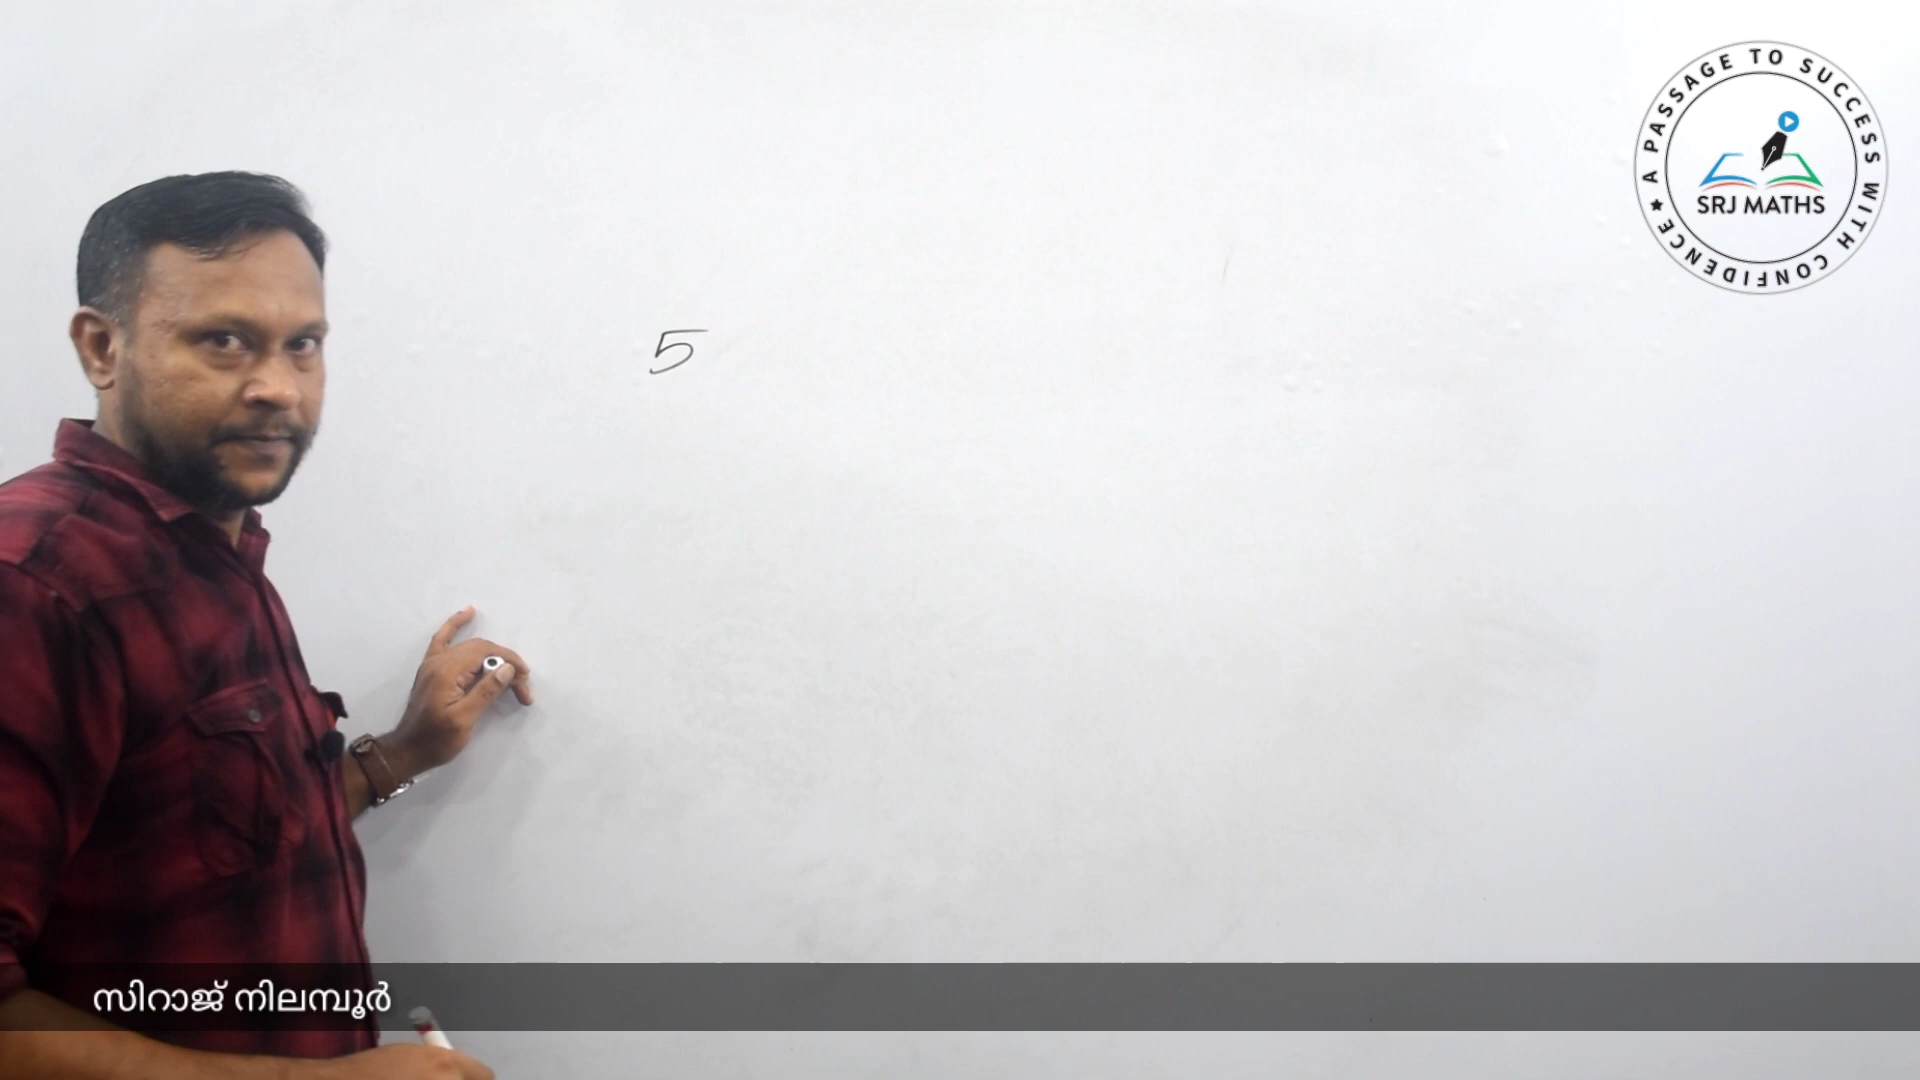 A PASSAGE TO SUCCESS WITH CONFIDENCE ★
SRJ MATHS
5
സിറാജ് നിലമ്പൂർ